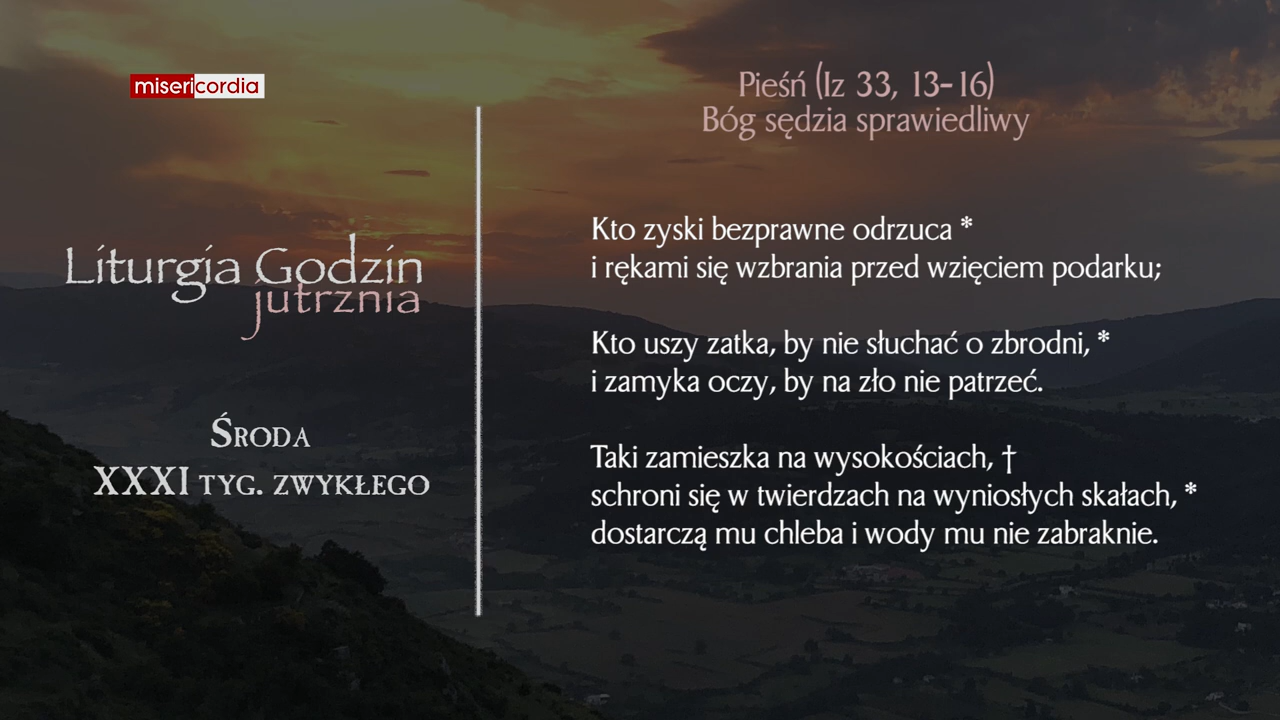 misericordia
Liturgia Godzin
jutrznia
Środa
XXXI tyg. zwykłego
Pieśń (Iz 33, 13-16)
Bóg sędzia sprawiedliwy
Kto zyski bezprawne odrzuca *
i rękami się wzbrania przed wzięciem podarku;
Kto uszy zatka, by nie słuchać o zbrodni, *
i zamyka oczy, by na zło nie patrzeć.
Taki zamieszka na wysokościach, †
schroni się w twierdzach na wyniosłych skałach, *
dostarczą mu chleba i wody mu nie zabraknie.